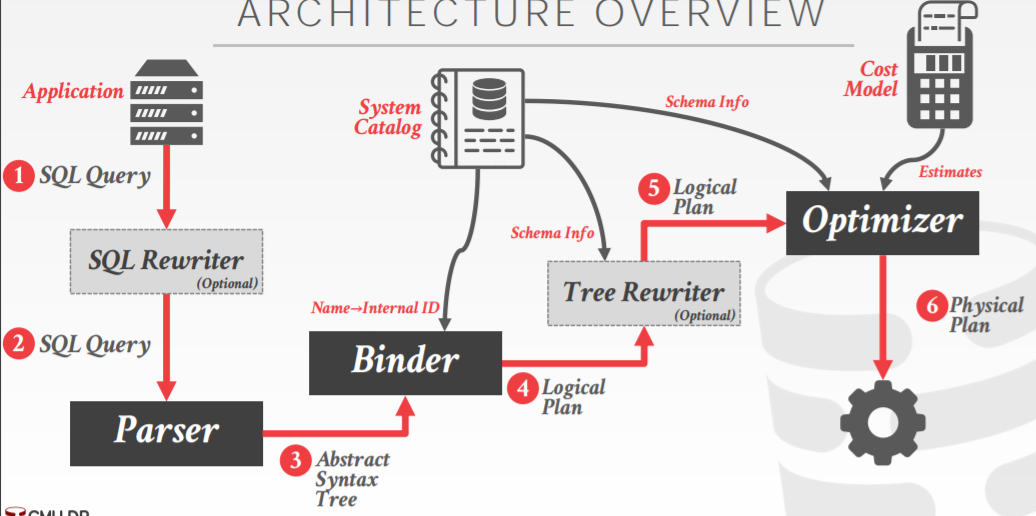 ARCHITECTURE OVERVIEW
Application
1 SQL Query
SQL Rewriter
(Optional)
2 SQL Query
Parser
3 Abstract
Syntax
Tree
System
Catalog
Name→Internal ID
Binder
4 Logical
Plan
Schema Info
Tree Rewriter
(Optional)
5 Logical
Plan
Schema Info
Cost
Model
Estimates
Optimizer
6 Physical
Plan